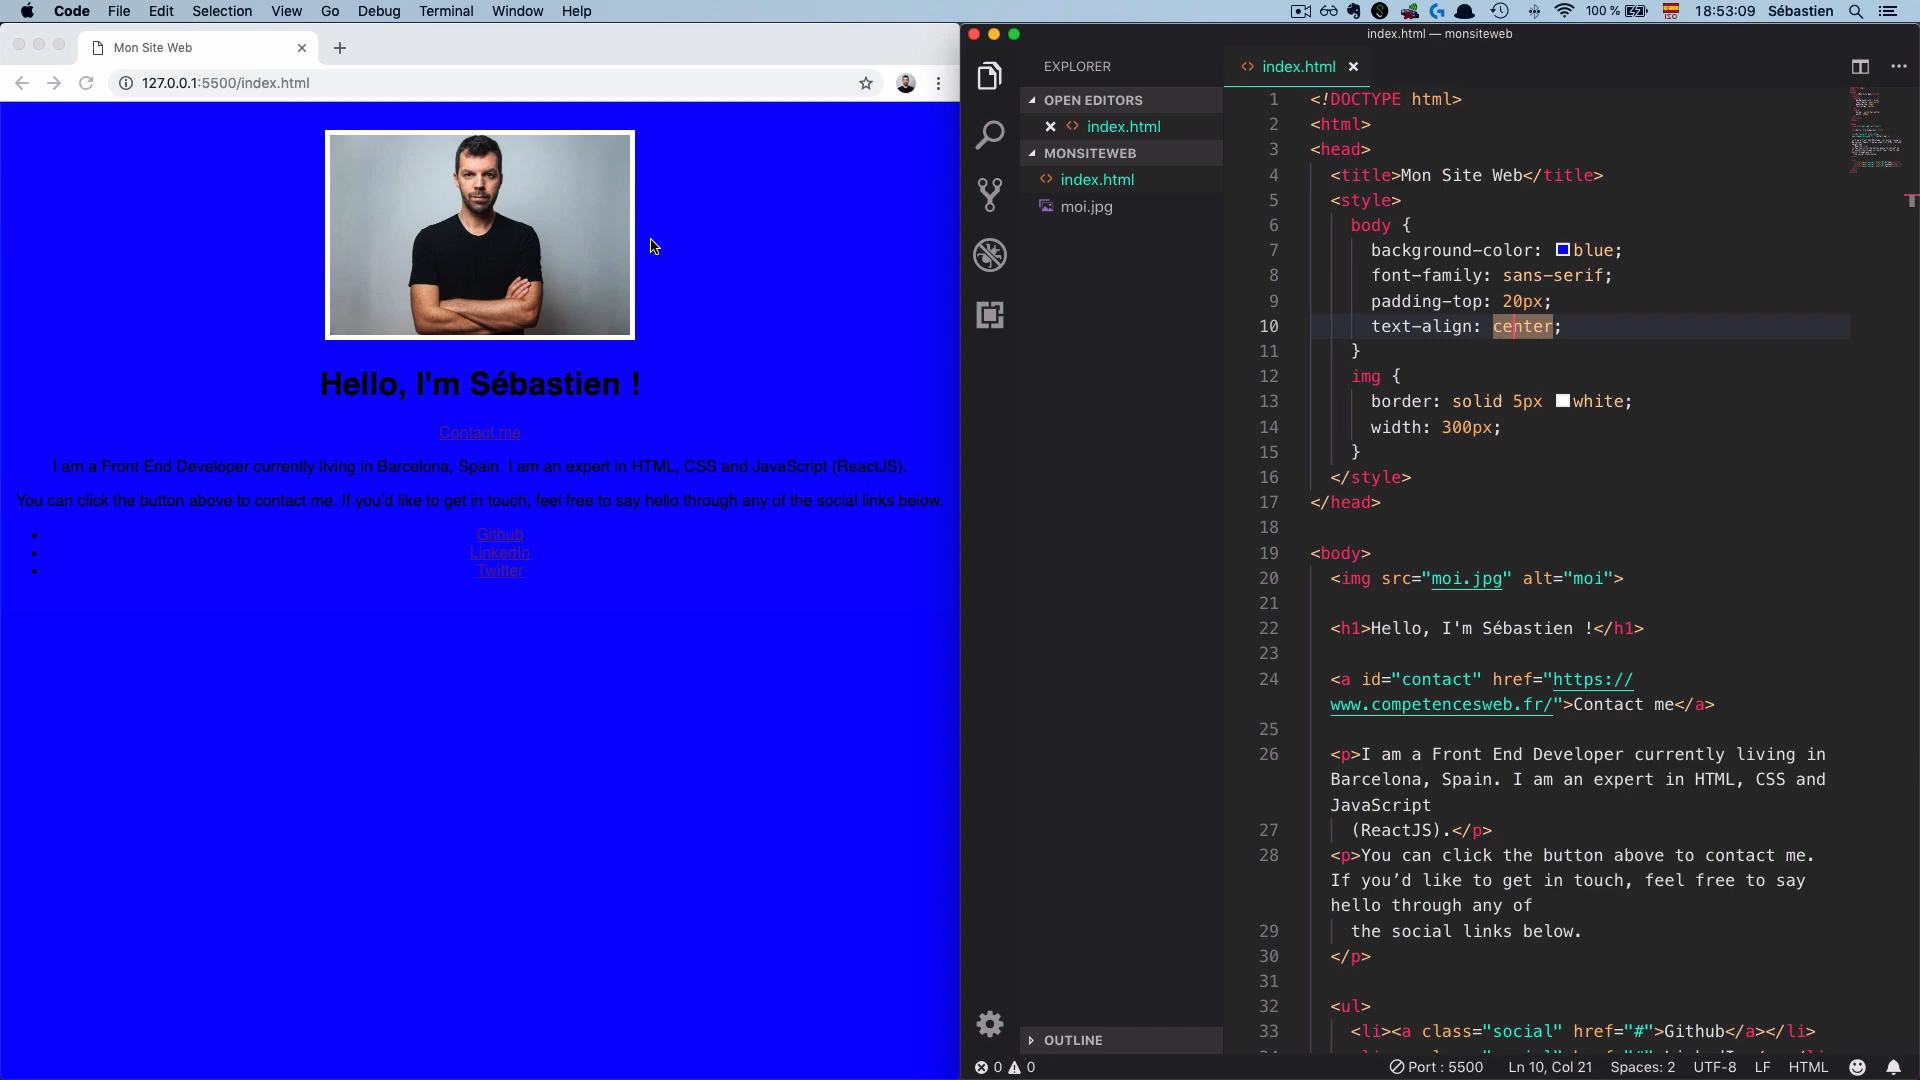 Code File Edit Selection View Go Debug Terminal Window Help
100 % 18:53:09 Sébastien
Mon Site Web
127.0.0.1:5500/index.html
Hello, I'm Sébastien !
Contact me
I am a Front End Developer currently living in Barcelona, Spain. I am an expert in HTML, CSS and JavaScript (ReactJS).
You can click the button above to contact me. If you'd like to get in touch, feel free to say hello through any of the social links below.
Github
LinkedIn
Twitter
index.html — monsiteweb
EXPLORER
OPEN EDITORS
index.html
MONSITEWEB
index.html
moi.jpg
OUTLINE
index.html
1 <!DOCTYPE html>
2 <html>
3 <head>
4 <title>Mon Site Web</title>
5 <style>
6 body {
7 background-color: blue;
8 font-family: sans-serif;
9 padding-top: 20px;
10 text-align: center;
11 }
12 img {
13 border: solid 5px white;
14 width: 300px;
15 }
16 </style>
17 </head>
18
19 <body>
20 <img src="moi.jpg" alt="moi">
21
22 <h1>Hello, I'm Sébastien !</h1>
23
24 <a id="contact" href="https://
www.competencesweb.fr/">Contact me</a>
25
26 <p>I am a Front End Developer currently living in
Barcelona, Spain. I am an expert in HTML, CSS and
JavaScript
27 (ReactJS).</p>
28 <p>You can click the button above to contact me.
If you’d like to get in touch, feel free to say
hello through any of
29 the social links below.
30 </p>
31
32 <ul>
33 <li><a class="social" href="#">Github</a></li>
0 0 Port : 5500 Ln 10, Col 21 Spaces: 2 UTF-8 LF HTML